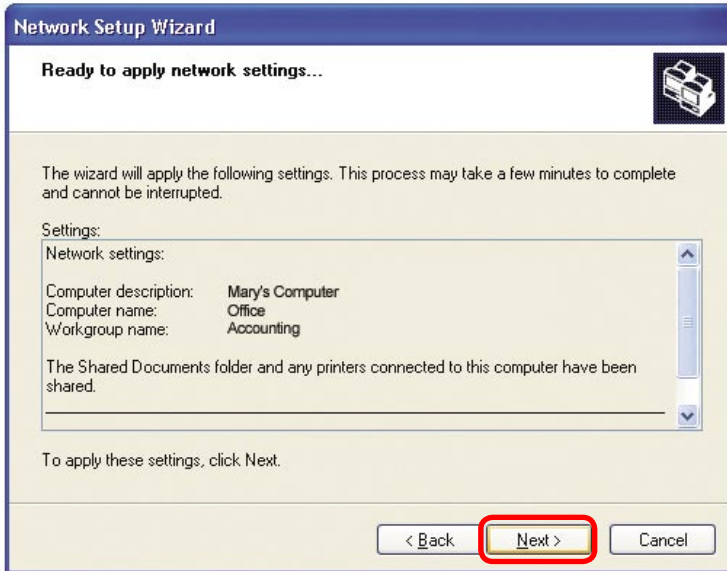 Network Setup Wizard
Ready to apply network settings...
The wizard will apply the following settings. This process may take a few minutes to complete
and cannot be interrupted.
Settings:
Network settings:
Computer description: Mary's Computer
Computer name: Office
Workgroup name: Accounting
The Shared Documents folder and any printers connected to this computer have been
shared.
To apply these settings, click Next.
< Back Next > Cancel